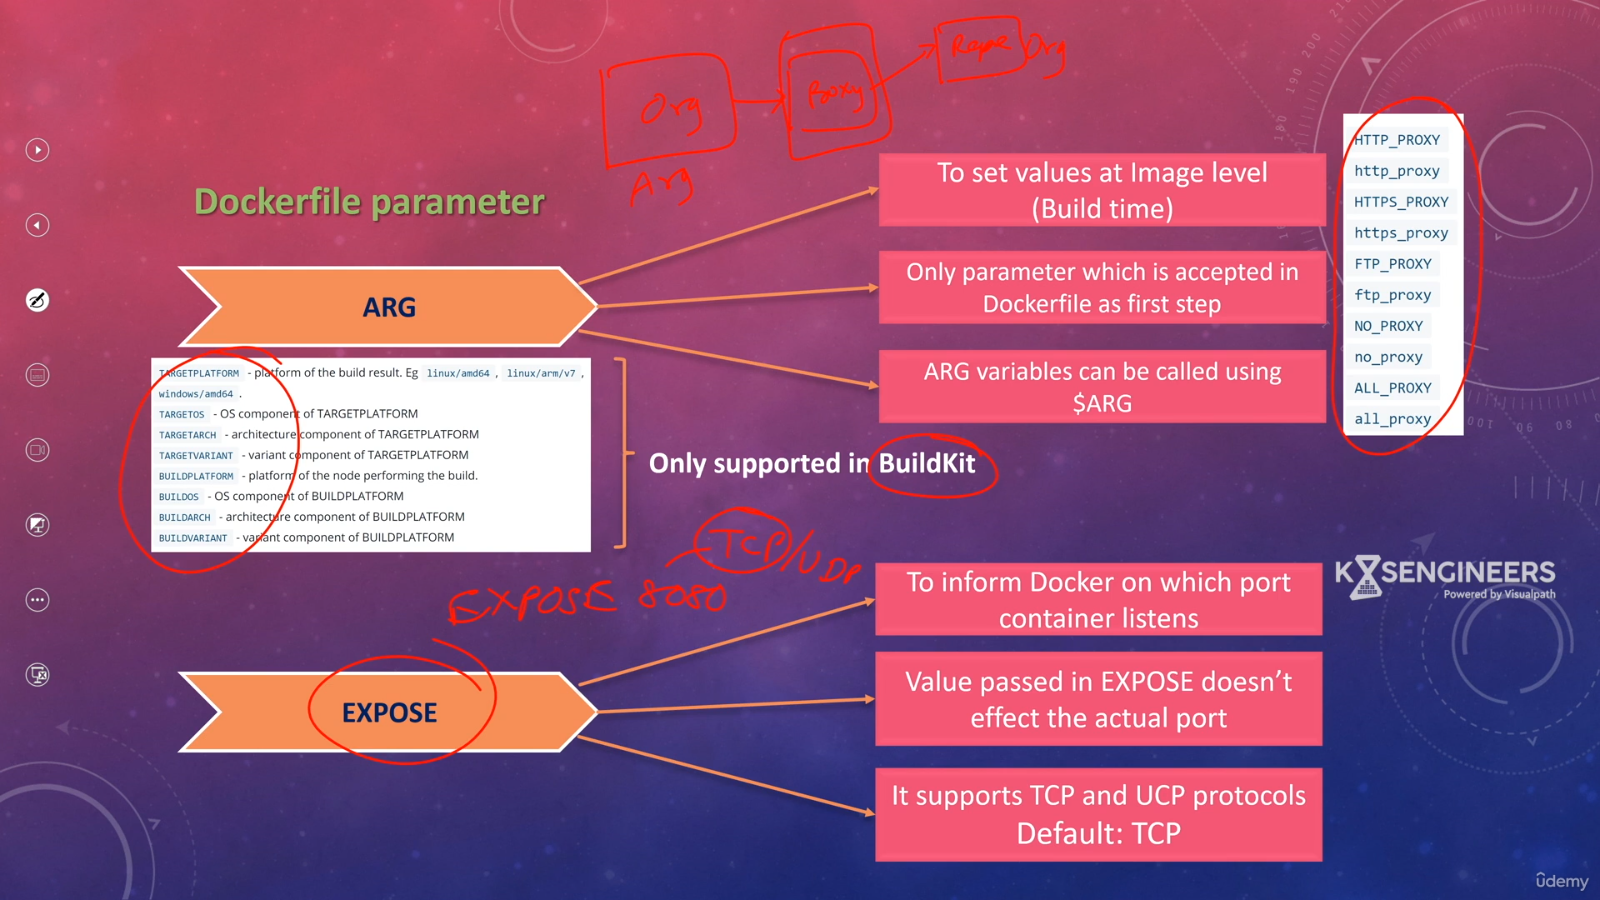 Org
Proxy
Repo
Org
Arg
Dockerfile parameter
ARG
To set values at Image level
(Build time)
Only parameter which is accepted in
Dockerfile as first step
ARG variables can be called using
$ARG
HTTP_PROXY
http_proxy
HTTPS_PROXY
https_proxy
FTP_PROXY
ftp_proxy
NO_PROXY
no_proxy
ALL_PROXY
all_proxy
TARGETPLATFORM - platform of the build result. Eg linux/amd64 , linux/arm/v7 ,
windows/amd64 .
TARGETOS - OS component of TARGETPLATFORM
TARGETARCH - architecture component of TARGETPLATFORM
TARGETVARIANT - variant component of TARGETPLATFORM
BUILDPLATFORM - platform of the node performing the build.
BUILDOS - OS component of BUILDPLATFORM
BUILDARCH - architecture component of BUILDPLATFORM
BUILDVARIANT - variant component of BUILDPLATFORM
Only supported in BuildKit
TCP/UDP
EXPOSE 8080
EXPOSE
To inform Docker on which port
container listens
Value passed in EXPOSE doesn't
effect the actual port
It supports TCP and UCP protocols
Default: TCP
K8SENGINEERS
Powered by Visualpath
udemy